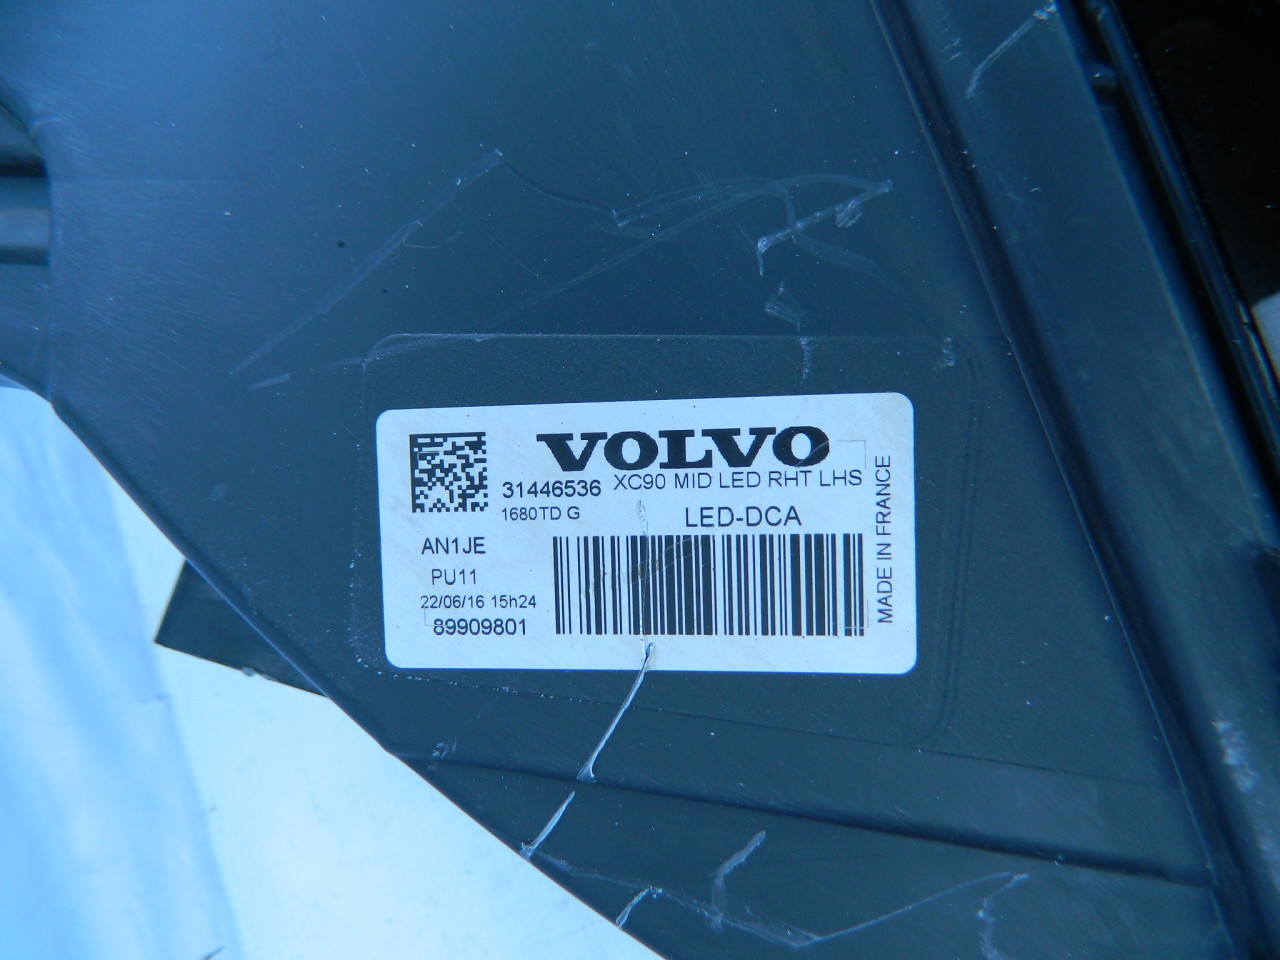 VOLVO
31446536 XC90 MID LED RHT LHS
1680TD G LED-DCA
AN1JE
PU11
22/06/16 15h24
89909801
MADE IN FRANCE